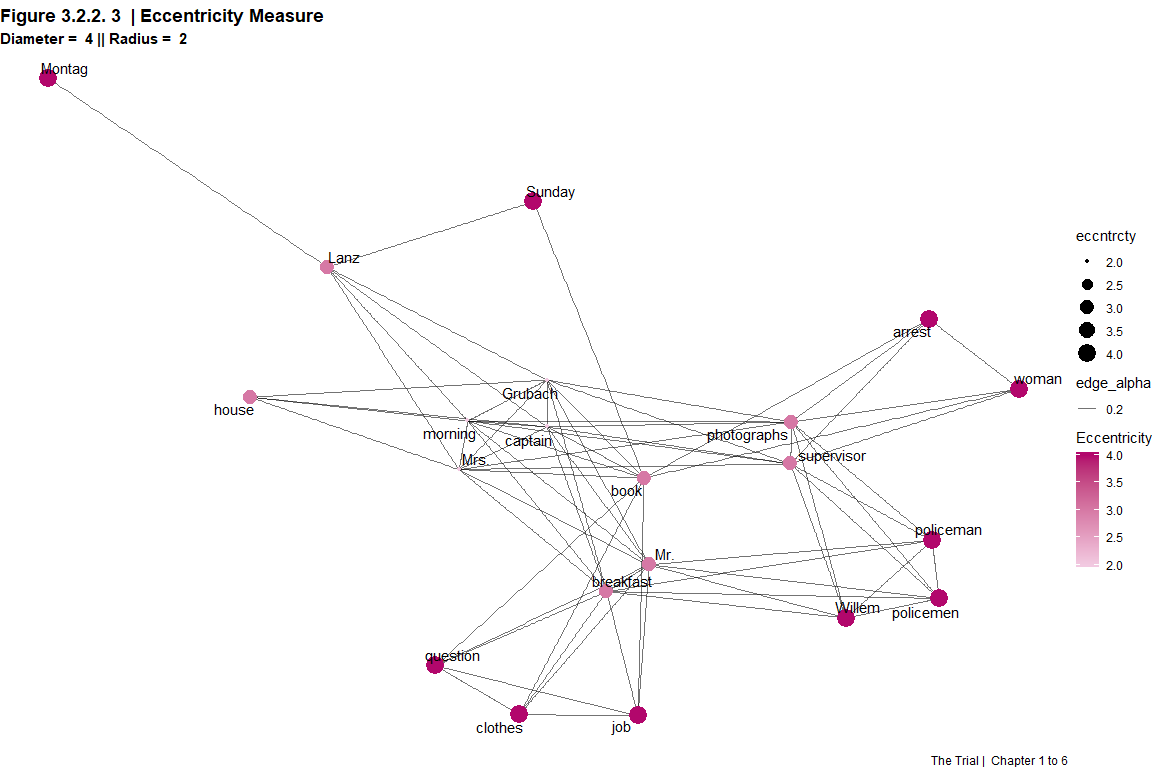 Figure 3.2.2. 3  | Eccentricity Measure
Diameter =  4 || Radius =  2
Montag
Sunday
Lanz
eccntrcty
2.0
2.5
3.0
3.5
4.0
arrest
woman
edge_alpha
0.2
Grubach
house
morning
captain
photographs
Eccentricity
4.0
3.5
3.0
2.5
2.0
Mrs.
supervisor
book
policeman
Mr.
breakfast
Willem
policemen
question
clothes
job
The Trial |  Chapter 1 to 6